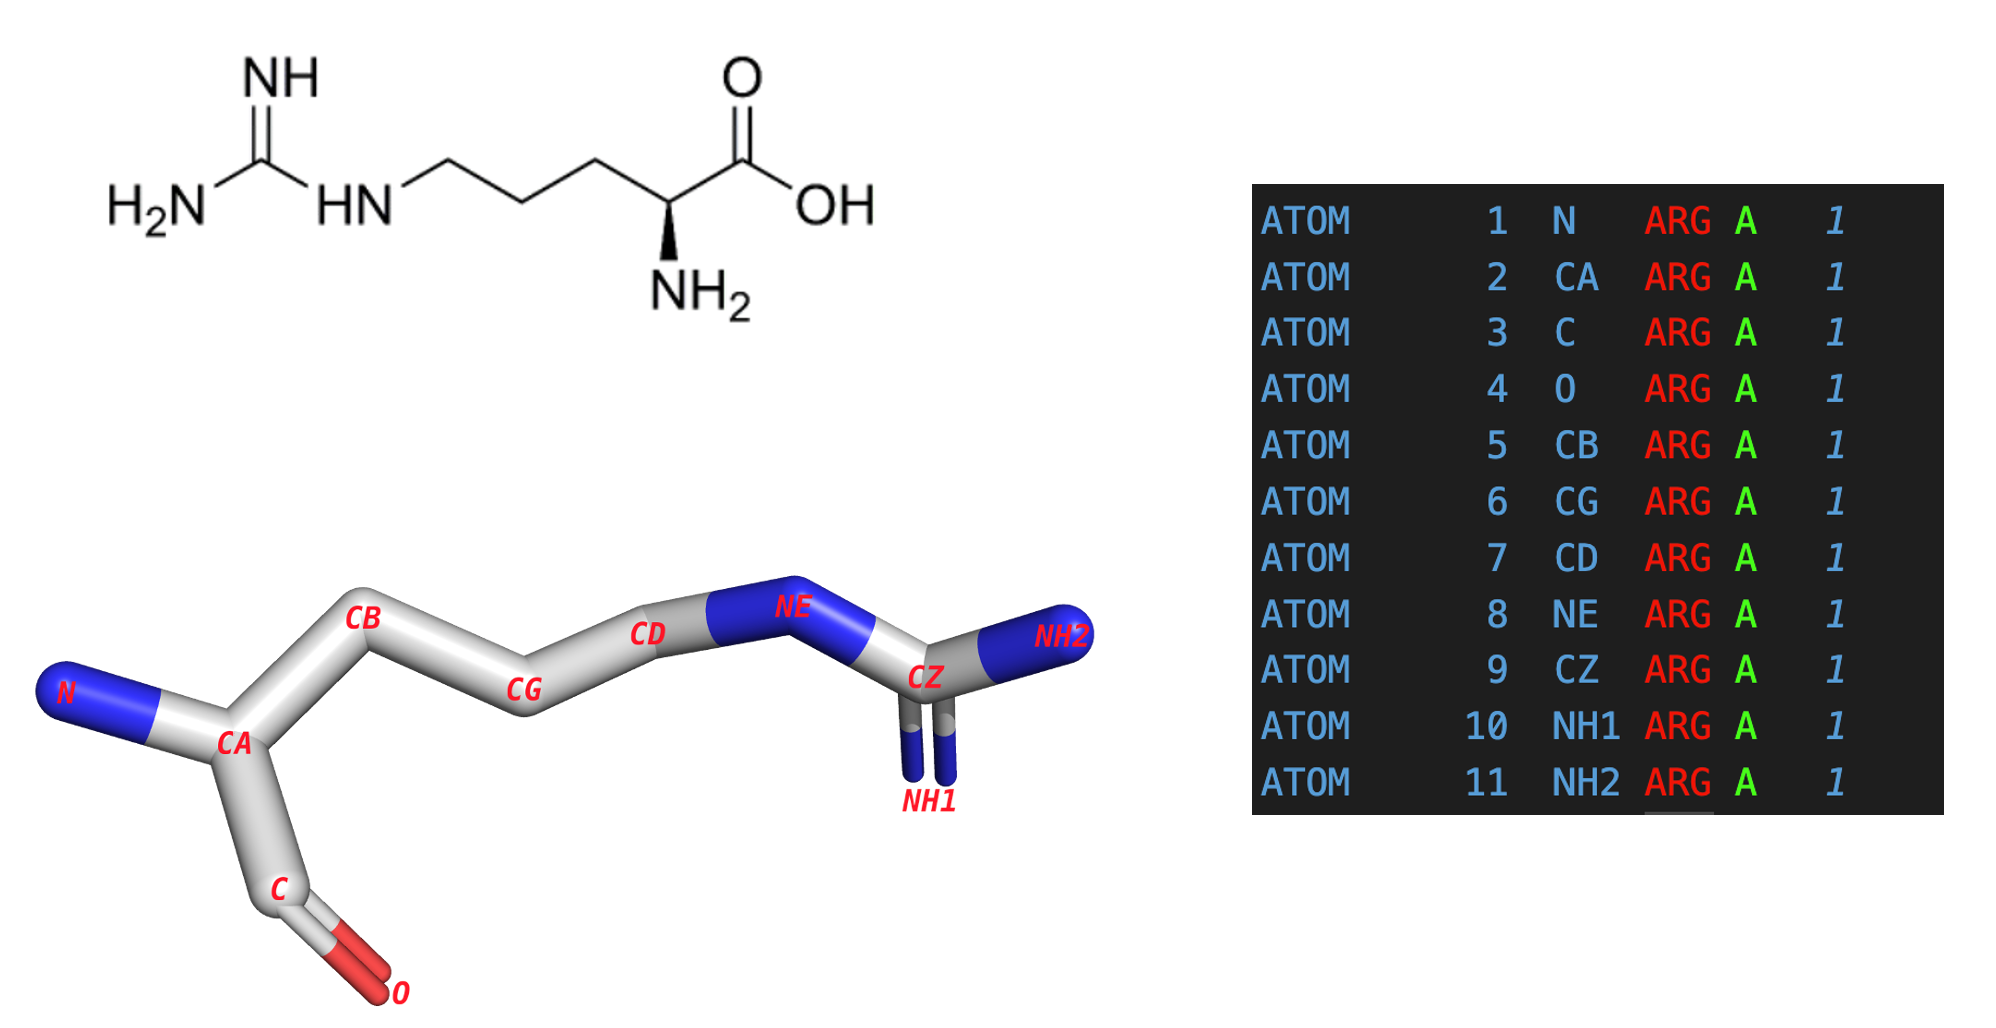 NH
O
H2N
HN
OH
NH2
ATOM 1 N ARG A 1
ATOM 2 CA ARG A 1
ATOM 3 C ARG A 1
ATOM 4 O ARG A 1
ATOM 5 CB ARG A 1
ATOM 6 CG ARG A 1
ATOM 7 CD ARG A 1
ATOM 8 NE ARG A 1
ATOM 9 CZ ARG A 1
ATOM 10 NH1 ARG A 1
ATOM 11 NH2 ARG A 1
N
CA
CB
CG
CD
NE
CZ
NH2
NH1
C
O